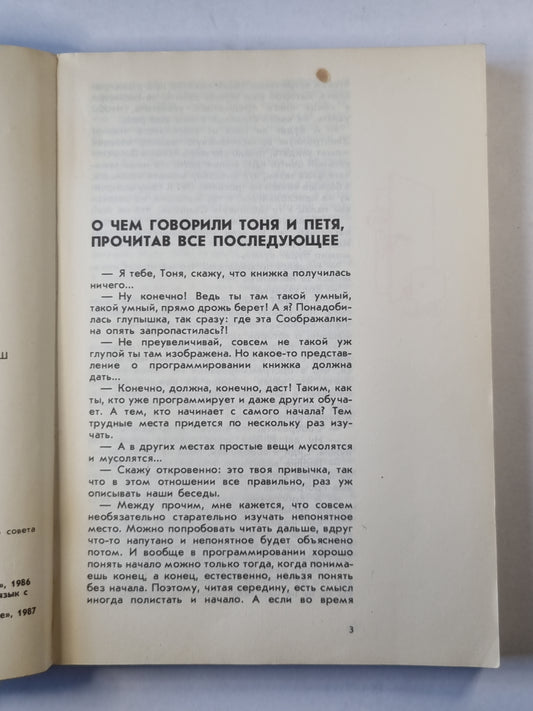 О ЧЕМ ГОВОРИЛИ ТОНЯ И ПЕТЯ,
ПРОЧИТАВ ВСЕ ПОСЛЕДУЮЩЕЕ
— Я тебе, Тоня, скажу, что книжка получилась
ничего...
— Ну конечно! Ведь ты там такой умный,
такой умный, прямо дрожь берет! А я? Понадоби-
лась глупышка, так сразу: где эта Соображалки-
на опять запропастилась?!
— Не преувеличивай, совсем не такой уж
глупой ты там изображена. Но какое-то представле-
ние о программировании книжка должна
дать...
— Конечно, должна, конечно, даст! Таким, как
ты, кто уже программирует и даже других обуча-
ет. А тем, кто начинает с самого начала? Тем
трудные места придется по нескольку раз изу-
чать.
— А в других местах простые вещи мусолятся
и мусолятся...
— Скажу откровенно: это твоя привычка, так
что в этом отношении все правильно, раз уж
описывать наши беседы.
— Между прочим, мне кажется, что совсем
необязательно старательно изучать непонятное
место. Можно попробовать читать дальше, вдруг
что-то напутано и непонятное будет объяснено
потом. И вообще в программировании хорошо
понять начало можно только тогда, когда понима-
ешь конец, а конец, естественно, нельзя понять
без начала. Поэтому, читая середину, есть смысл
иногда полистать и начало. А если во время
3
Ш
совета
», 1986
язык с
е», 1987